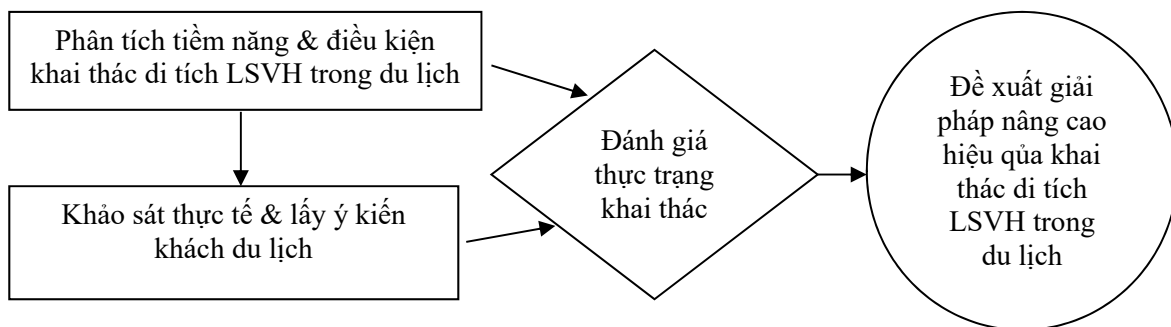 Phân tích tiềm năng & điều kiện
khai thác di tích LSVH trong du lịch
Khảo sát thực tế & lấy ý kiến
khách du lịch
Đánh giá
thực trạng
khai thác
Đề xuất giải
pháp nâng cao
hiệu qủa khai
thác di tích
LSVH trong
du lịch